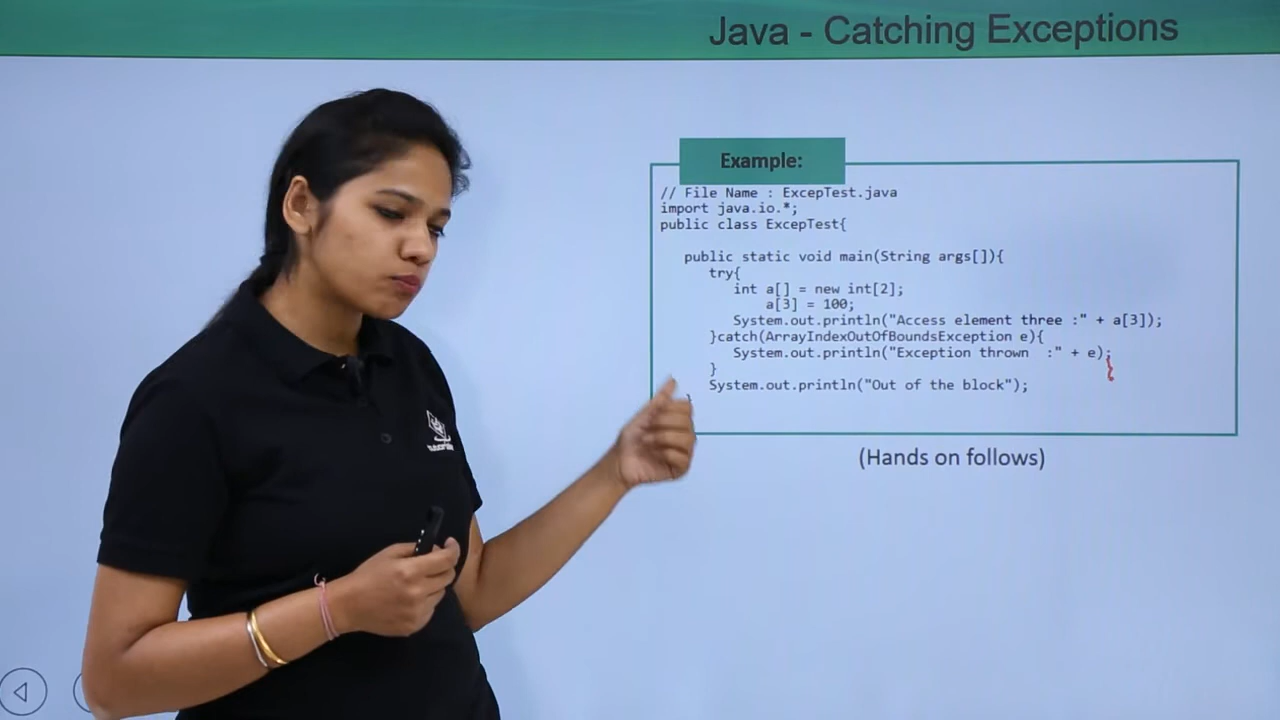 Java - Catching Exceptions
Example:
// File Name : ExcepTest.java
import java.io.*;
public class ExcepTest{
public static void main(String args[]){
try{
int a[] = new int[2];
a[3] = 100;
System.out.println("Access element three :" + a[3]);
}catch(ArrayIndexOutOfBoundsException e){
System.out.println("Exception thrown  :" + e);
}
System.out.println("Out of the block");
}
(Hands on follows)